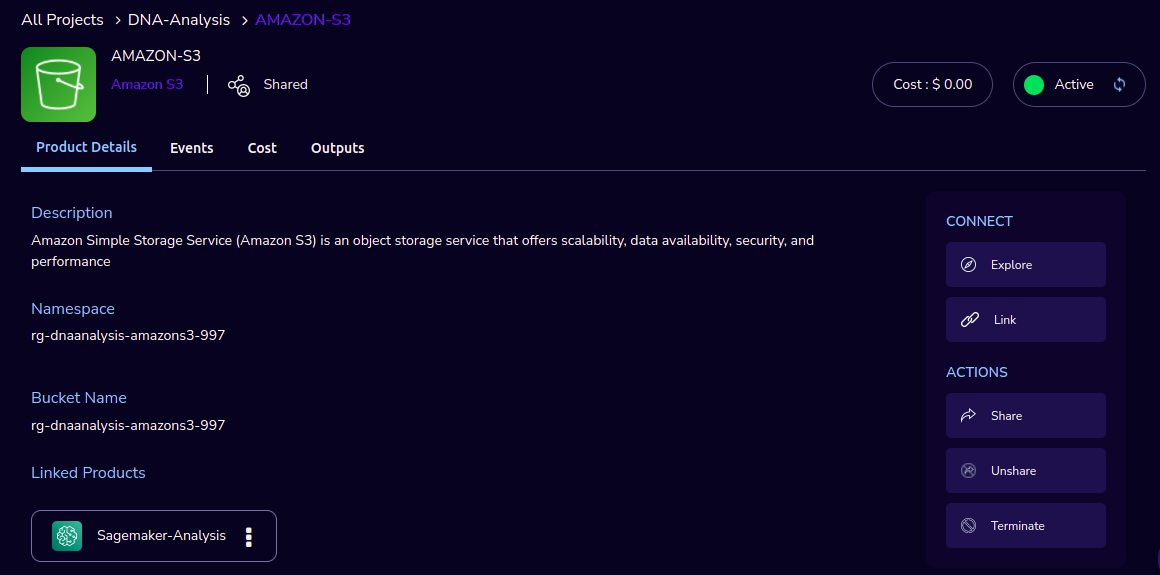 All Projects > DNA-Analysis > AMAZON-S3
AMAZON-S3
Amazon S3 | Shared
Cost : $ 0.00
Active
Product Details
Events
Cost
Outputs
Description
Amazon Simple Storage Service (Amazon S3) is an object storage service that offers scalability, data availability, security, and
performance
Namespace
rg-dnaanalysis-amazons3-997
Bucket Name
rg-dnaanalysis-amazons3-997
Linked Products
Sagemaker-Analysis
CONNECT
Explore
Link
ACTIONS
Share
Unshare
Terminate